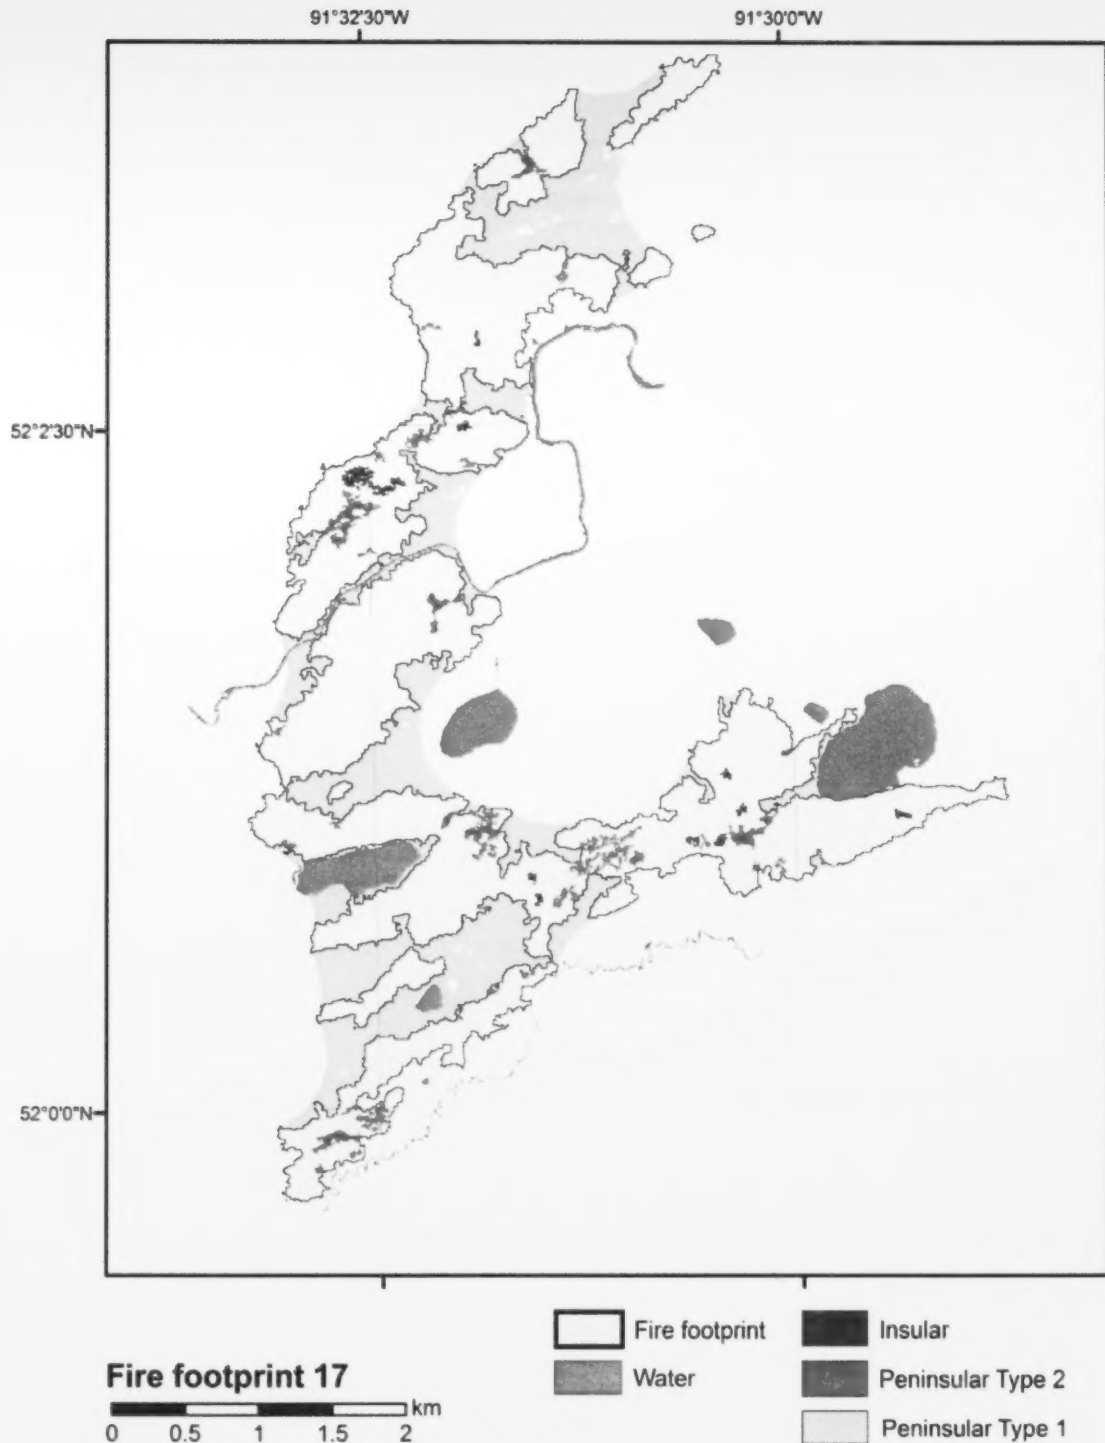 91°32'30"W 91°30'0"W
52°2'30"N
52°0'0"N
Fire footprint Insular
Water Peninsular Type 2
Peninsular Type 1
Fire footprint 17
km
0 0.5 1 1.5 2